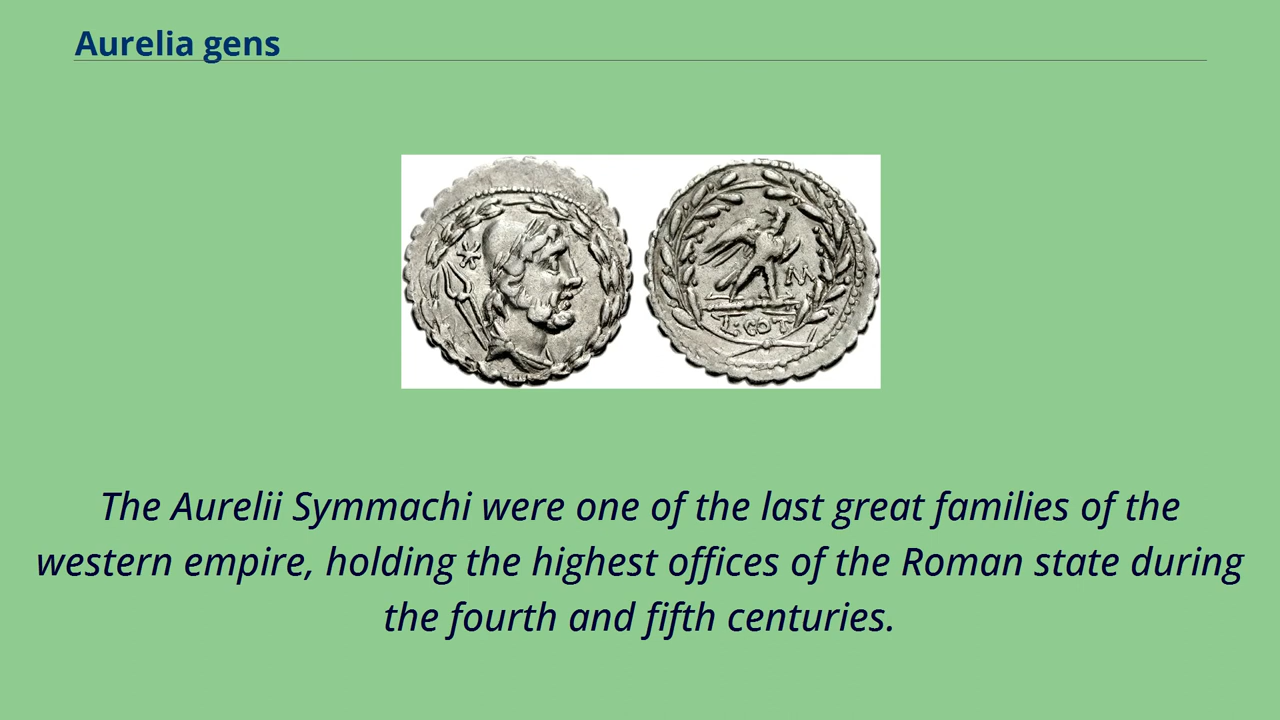 Aurelia gens
M
L·COT
The Aurelii Symmachi were one of the last great families of the
western empire, holding the highest offices of the Roman state during
the fourth and fifth centuries.